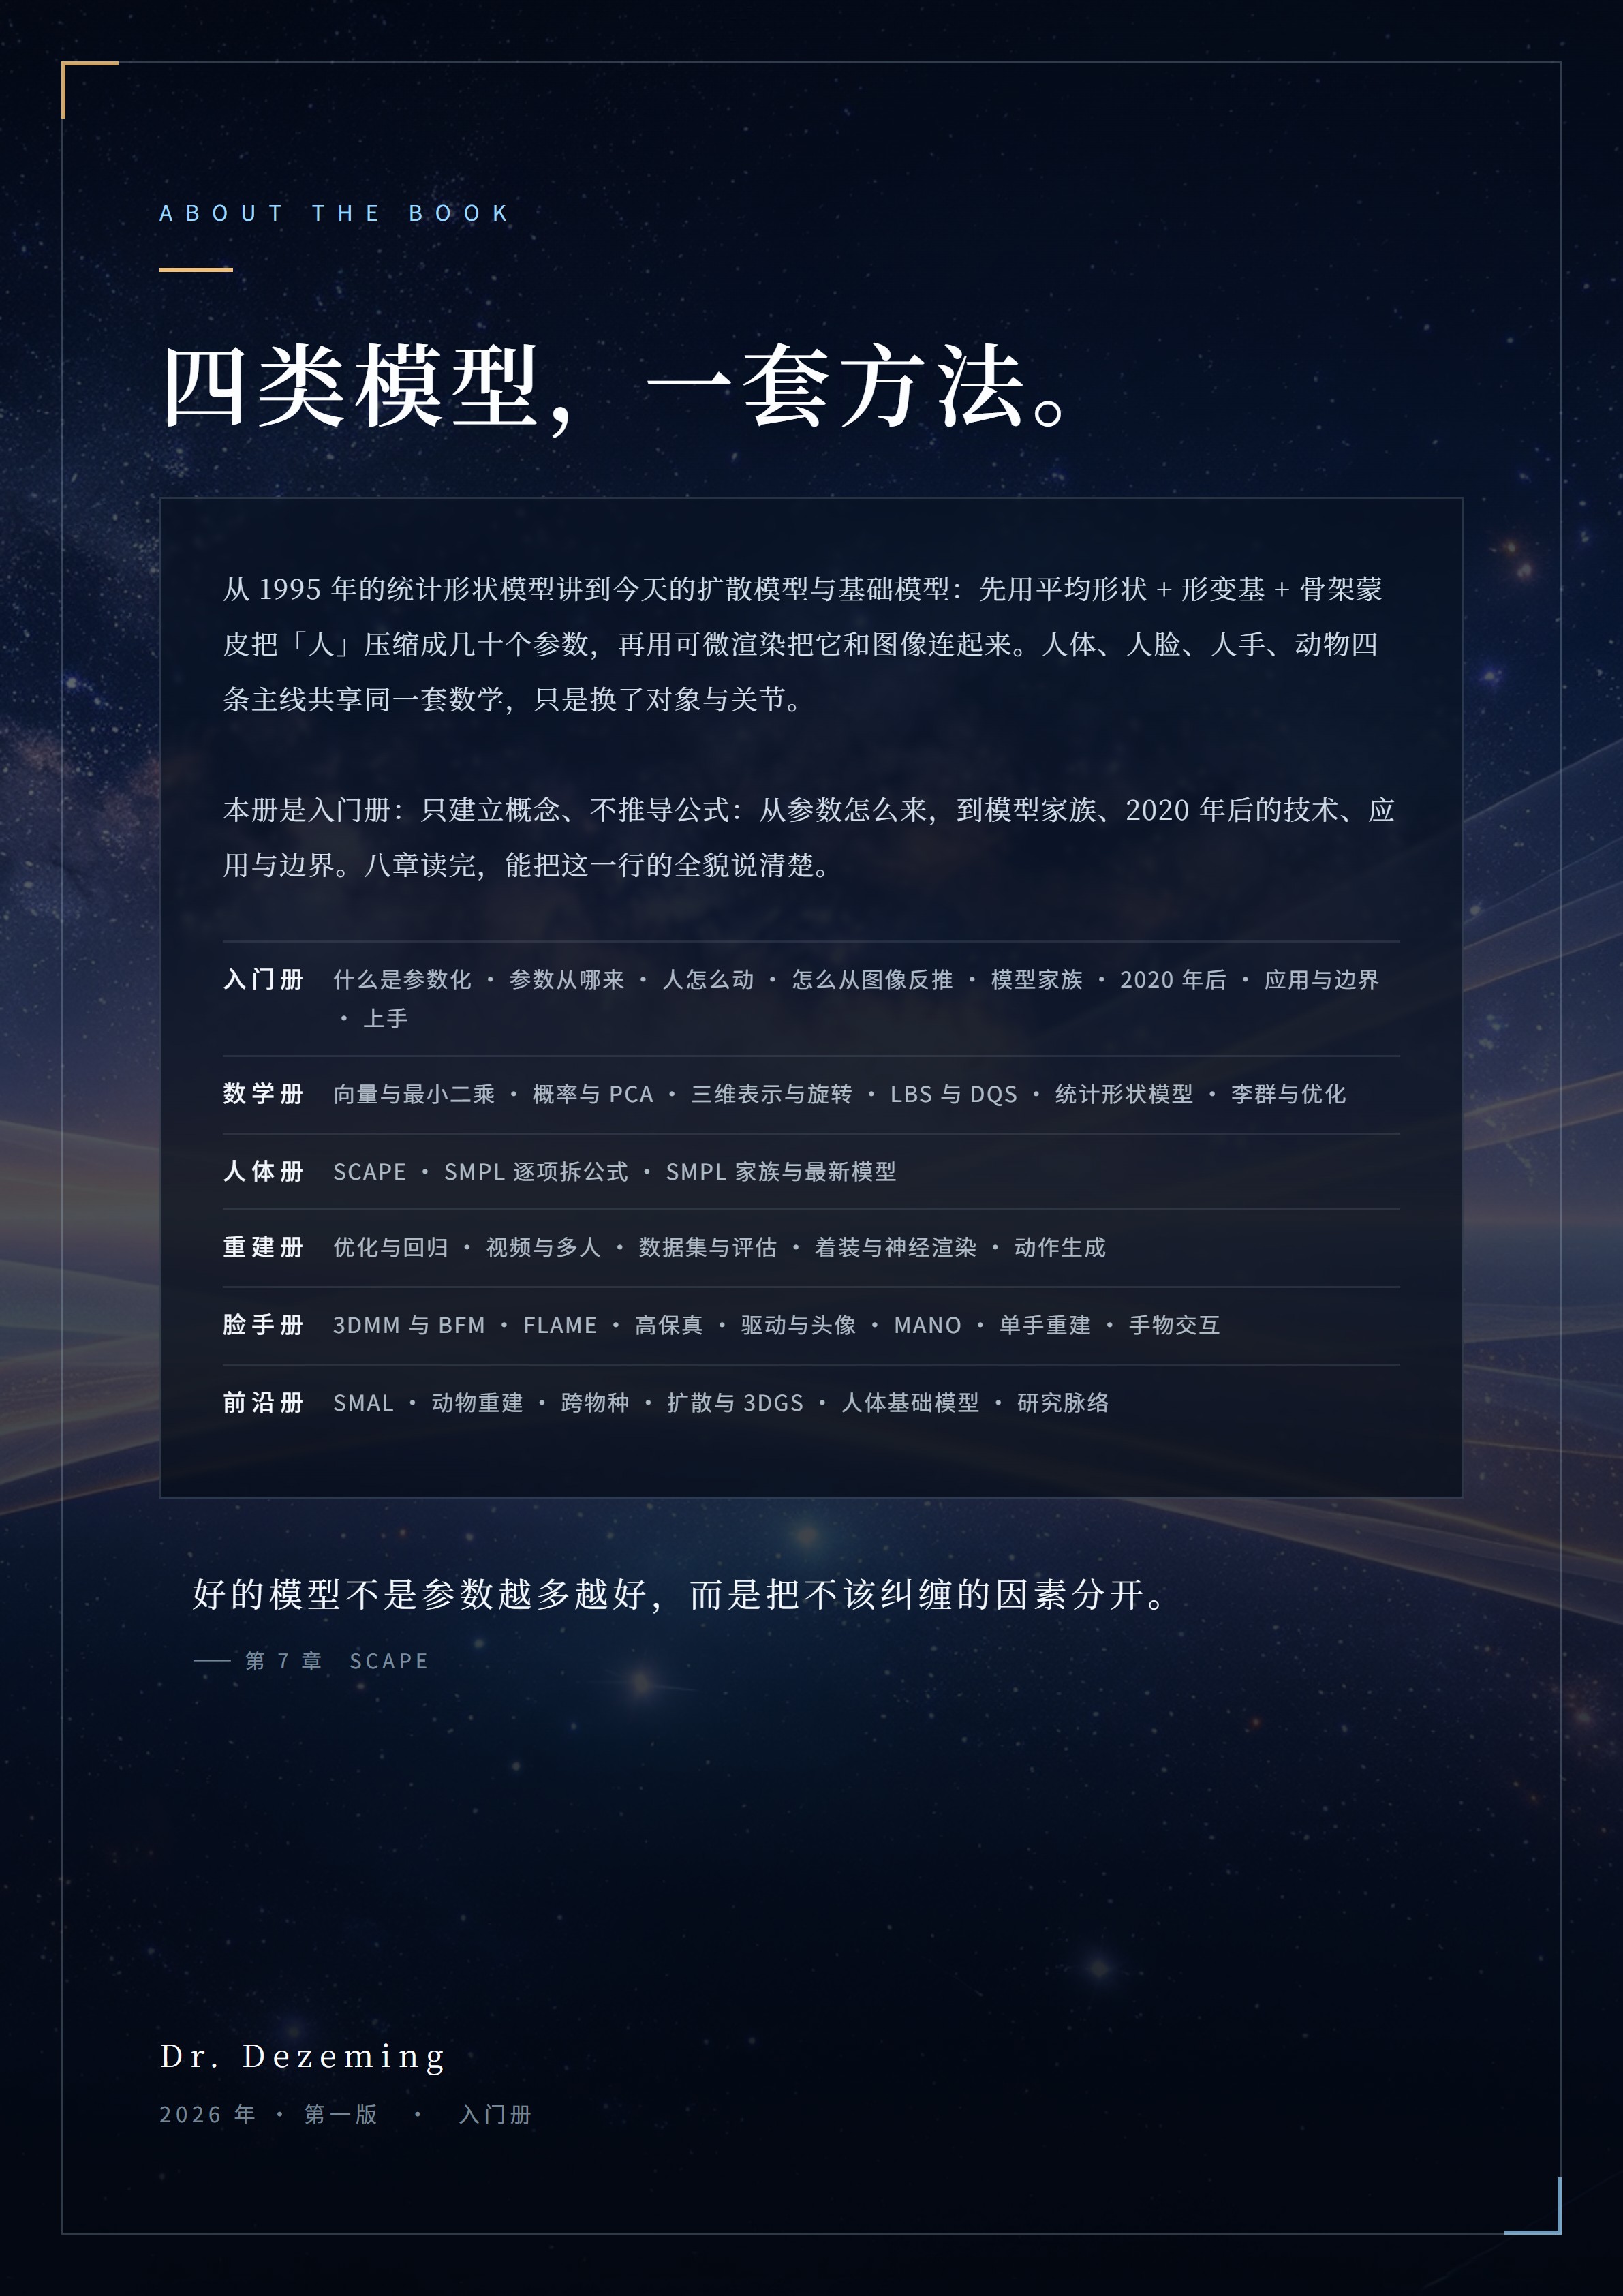 ABOUT THE BOOK
四类模型，一套方法。
从 1995 年的统计形状模型讲到今天的扩散模型与基础模型：先用平均形状 + 形变基 + 骨架蒙
皮把「人」压缩成几十个参数，再用可微渲染把它和图像连起来。人体、人脸、人手、动物四
条主线共享同一套数学，只是换了对象与关节。
本册是入门册：只建立概念、不推导公式：从参数怎么来，到模型家族、2020 年后的技术、应
用与边界。八章读完，能把这一行的全貌说清楚。
入门册 什么是参数化 · 参数从哪来 · 人怎么动 · 怎么从图像反推 · 模型家族 · 2020 年后 · 应用与边界
· 上手
数学册 向量与最小二乘 · 概率与 PCA · 三维表示与旋转 · LBS 与 DQS · 统计形状模型 · 李群与优化
人体册 SCAPE · SMPL 逐项拆公式 · SMPL 家族与最新模型
重建册 优化与回归 · 视频与多人 · 数据集与评估 · 着装与神经渲染 · 动作生成
脸手册 3DMM 与 BFM · FLAME · 高保真 · 驱动与头像 · MANO · 单手重建 · 手物交互
前沿册 SMAL · 动物重建 · 跨物种 · 扩散与 3DGS · 人体基础模型 · 研究脉络
好的模型不是参数越多越好，而是把不该纠缠的因素分开。
—— 第 7 章 SCAPE
Dr. Dezeming
2026 年 · 第一版 · 入门册